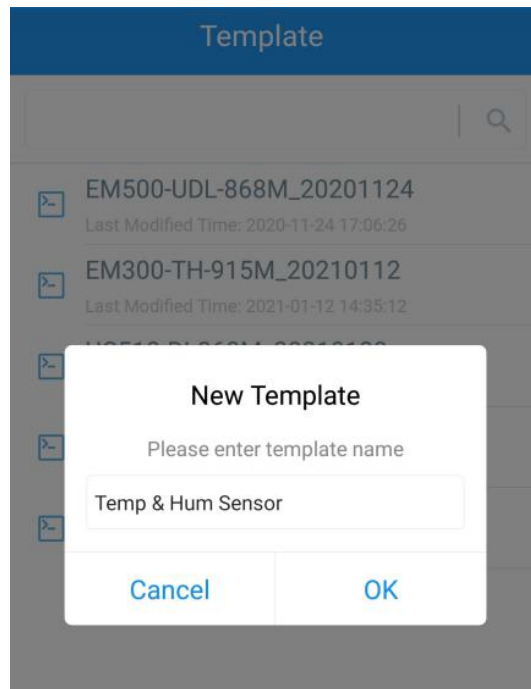 Template
EM500-UDL-868M_20201124
Last Modified Time: 2020-11-24 17:06:26
EM300-TH-915M_20210112
Last Modified Time: 2021-01-12 14:35:12
New Template
Please enter template name
Temp & Hum Sensor
Cancel
OK